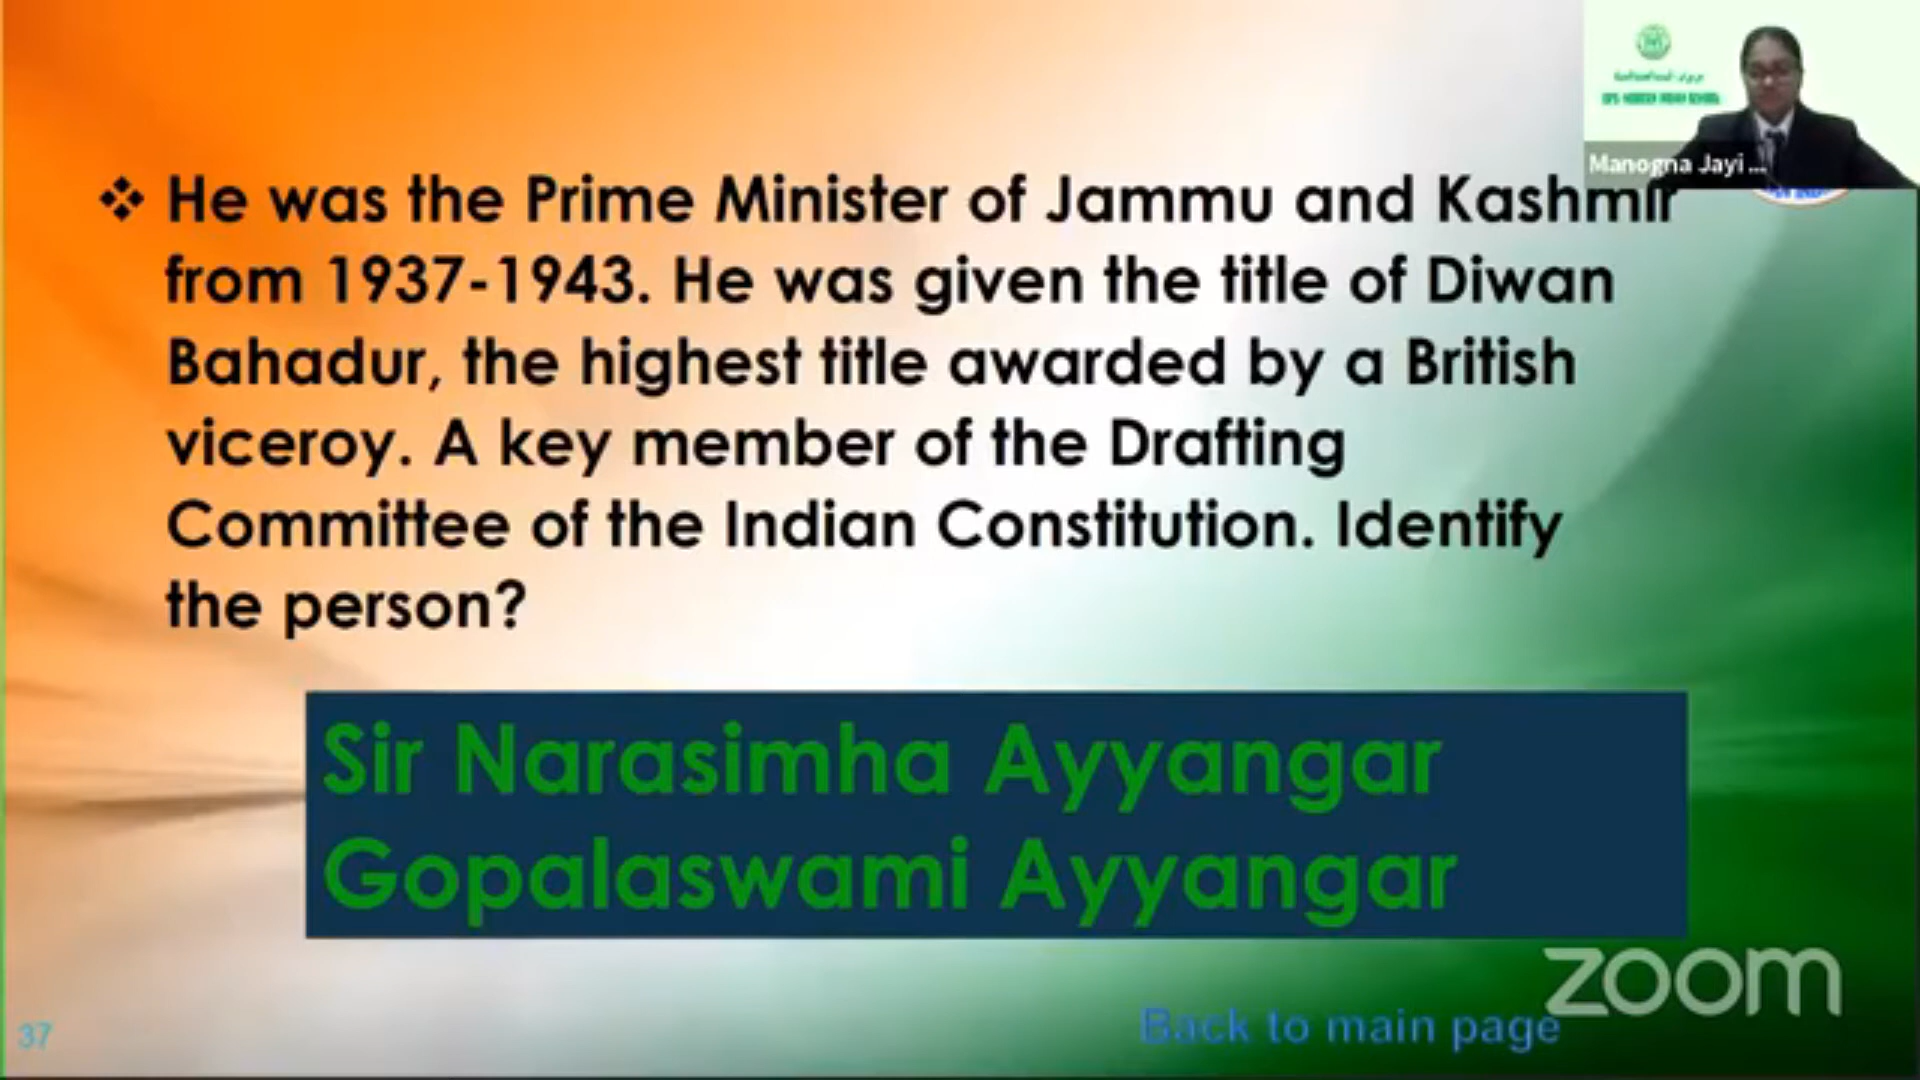 ❖ He was the Prime Minister of Jammu and Kashmir
from 1937-1943. He was given the title of Diwan
Bahadur, the highest title awarded by a British
viceroy. A key member of the Drafting
Committee of the Indian Constitution. Identify
the person?
Sir Narasimha Ayyangar
Gopalaswami Ayyangar
Manogna Jayi...
zoom
Back to main page
37